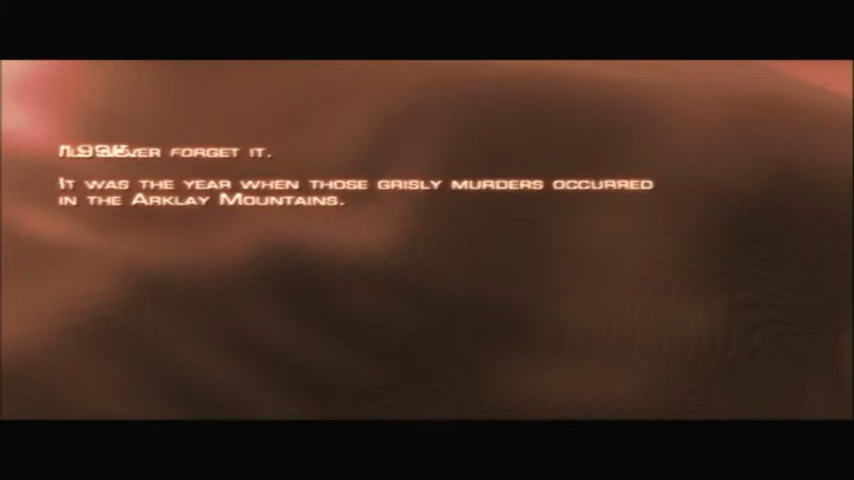 forget it.
It was the year when those grisly murders occurred
in the Arklay Mountains.